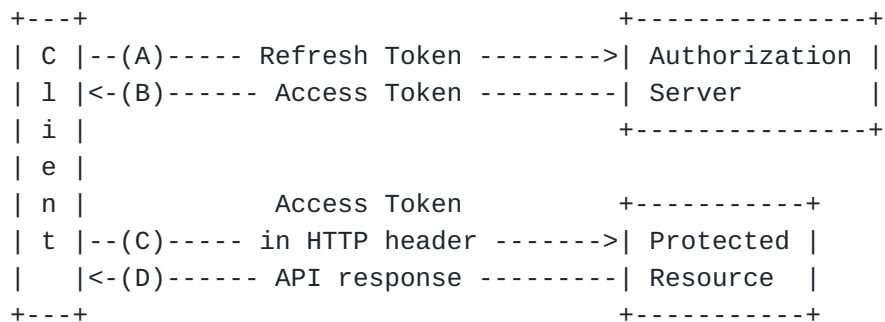 +---+                                +---------------+
| C |--(A)----- Refresh Token -------->| Authorization |
| l |<-(B)------ Access Token ---------| Server        |
| i |                                +---------------+
| e |
| n |           Access Token         +-----------+
| t |--(C)----- in HTTP header ------->| Protected |
|   |<-(D)------ API response ---------| Resource  |
+---+                                +-----------+